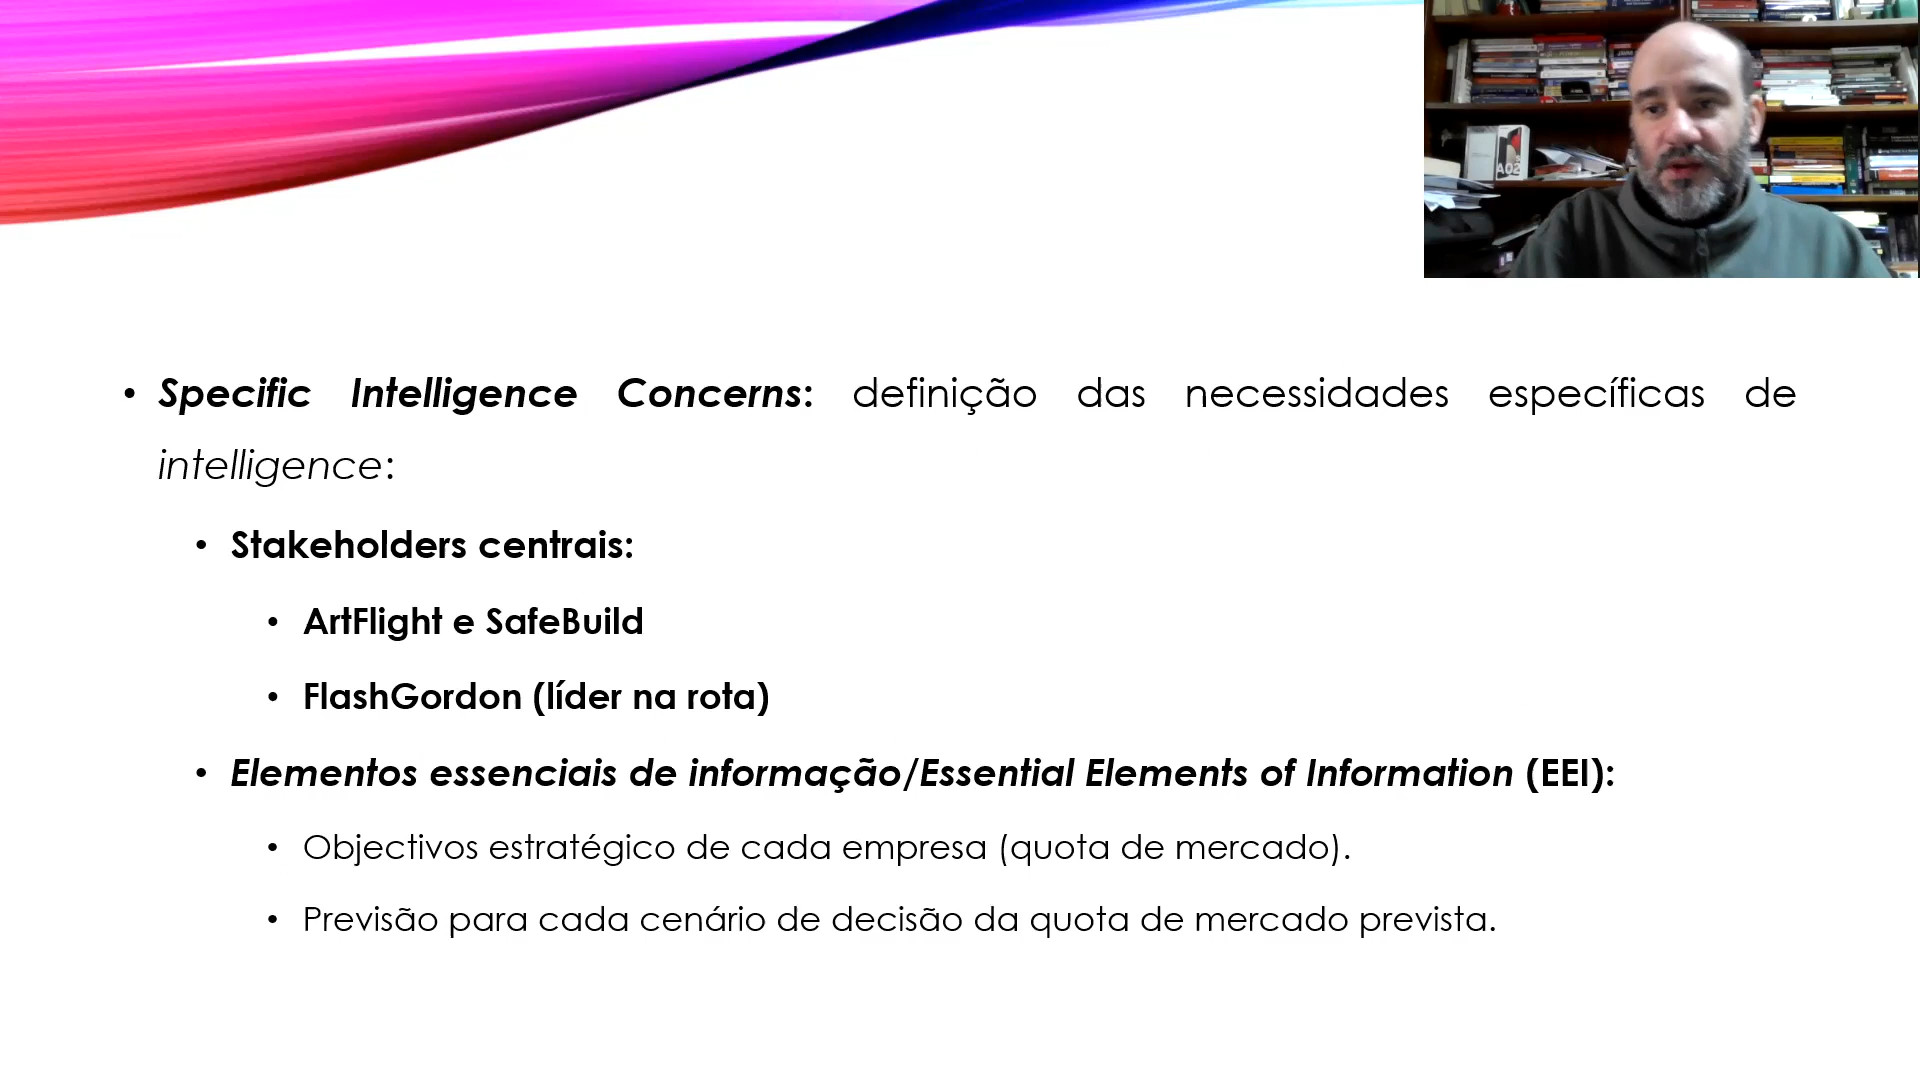 A02
• Specific Intelligence Concerns: definição das necessidades específicas de
intelligence:
• Stakeholders centrais:
• ArtFlight e SafeBuild
• FlashGordon (líder na rota)
• Elementos essenciais de informação/Essential Elements of Information (EEI):
• Objectivos estratégico de cada empresa (quota de mercado).
• Previsão para cada cenário de decisão da quota de mercado prevista.